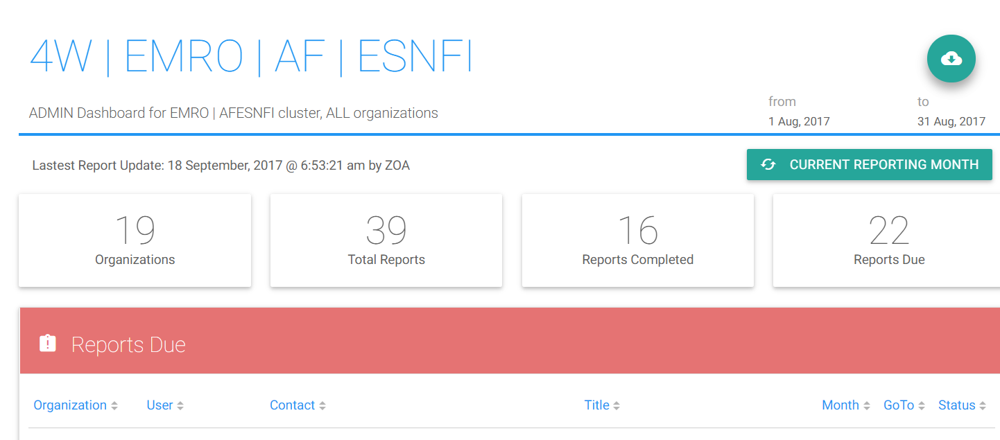 4W | EMRO | AF | ESNFI
ADMIN Dashboard for EMRO | AFESNFI cluster, ALL organizations
from
1 Aug, 2017
to
31 Aug, 2017
Lastest Report Update: 18 September, 2017 @ 6:53:21 am by ZOA
CURRENT REPORTING MONTH
19
Organizations
39
Total Reports
16
Reports Completed
22
Reports Due
Reports Due
Organization User Contact Title Month GoTo Status